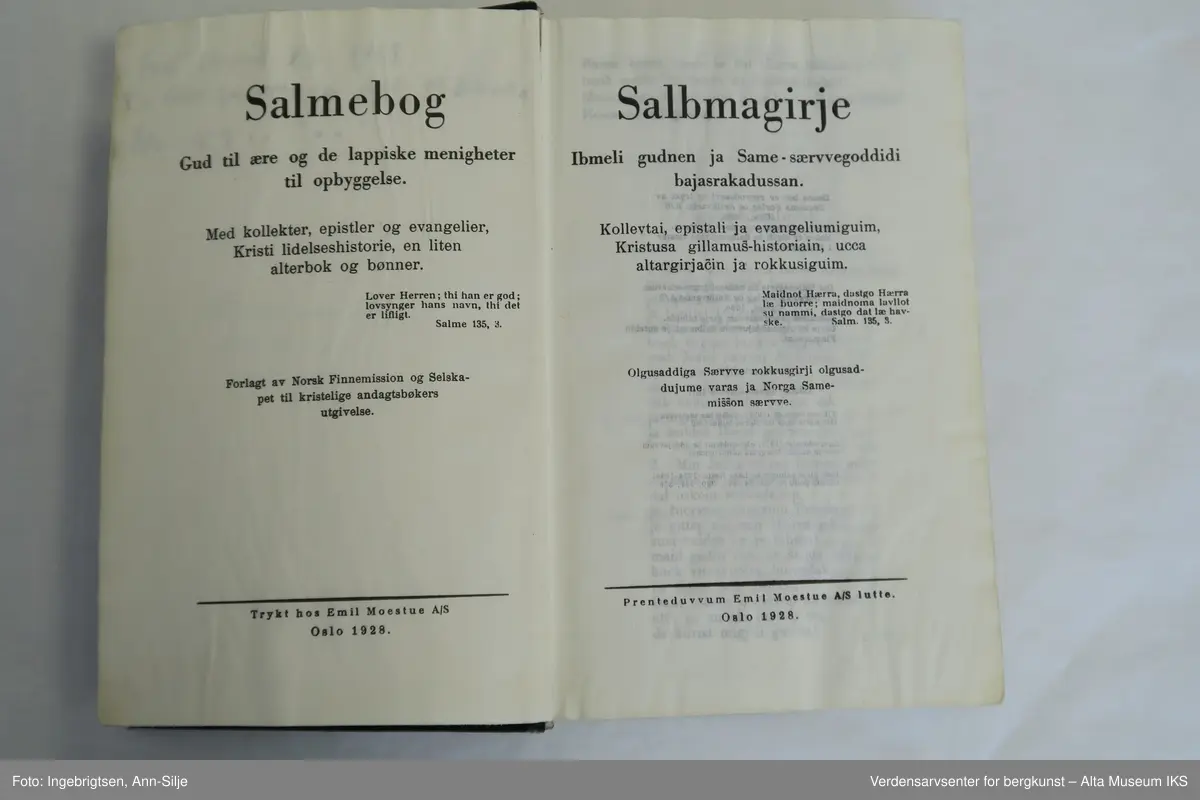 Salmebog
Gud til ære og de lappiske menigheter
til opbyggelse.
Med kollekter, epistler og evangelier,
Kristi lidelseshistorie, en liten
alterbok og bønner.
Lover Herren; thi han er god;
lovsynger hans navn, thi det
er lifligt.
Salme 135, 3.
Forlagt av Norsk Finnemission og Selska-
pet til kristelige andagtsbøkers
utgivelse.
Trykt hos Emil Moestue A/S
Oslo 1928.
Salbmagirje
Ibmeli gudnen ja Same-særvvegoddidi
bajasrakadussan.
Kollevtai, epistali ja evangeliumiguim,
Kristusa gillamuš-historiain, ucca
altargirjačin ja rokkusiguim.
Maidnot Hærra, dastgo Hærra
læ buorre; maidnoma lavllot
su nammi, dastgo dat læ hav-
ske. Salm. 135, 3.
Olgusaddiga Særvve rokkusgirji olgusad-
dujume varas ja Norga Same-
miššon særvve.
Prenteduvvum Emil Moestue A/S lutte.
Oslo 1928.
Foto: Ingebrigtsen, Ann-Silje
Verdensarvsenter for bergkunst – Alta Museum IKS